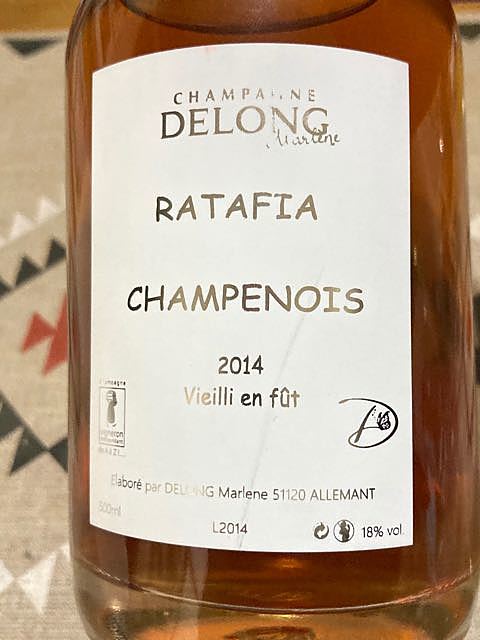 CHAMPAGNE
DELONG
Marlène
RATAFIA
CHAMPENOIS
2014
Vieilli en fût
Elaboré par DELONG Marlene 51120 ALLEMANT
500ml
L2014
18% vol.